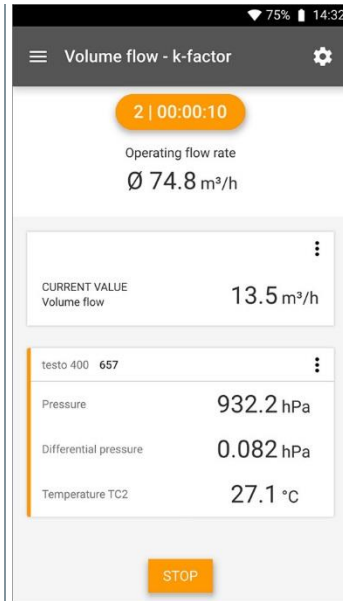 75% 14:32
Volume flow - k-factor
2 | 00:00:10
Operating flow rate
Ø 74.8 m³/h
CURRENT VALUE
Volume flow 13.5 m³/h
testo 400 657
Pressure 932.2 hPa
Differential pressure 0.082 hPa
Temperature TC2 27.1 °C
STOP